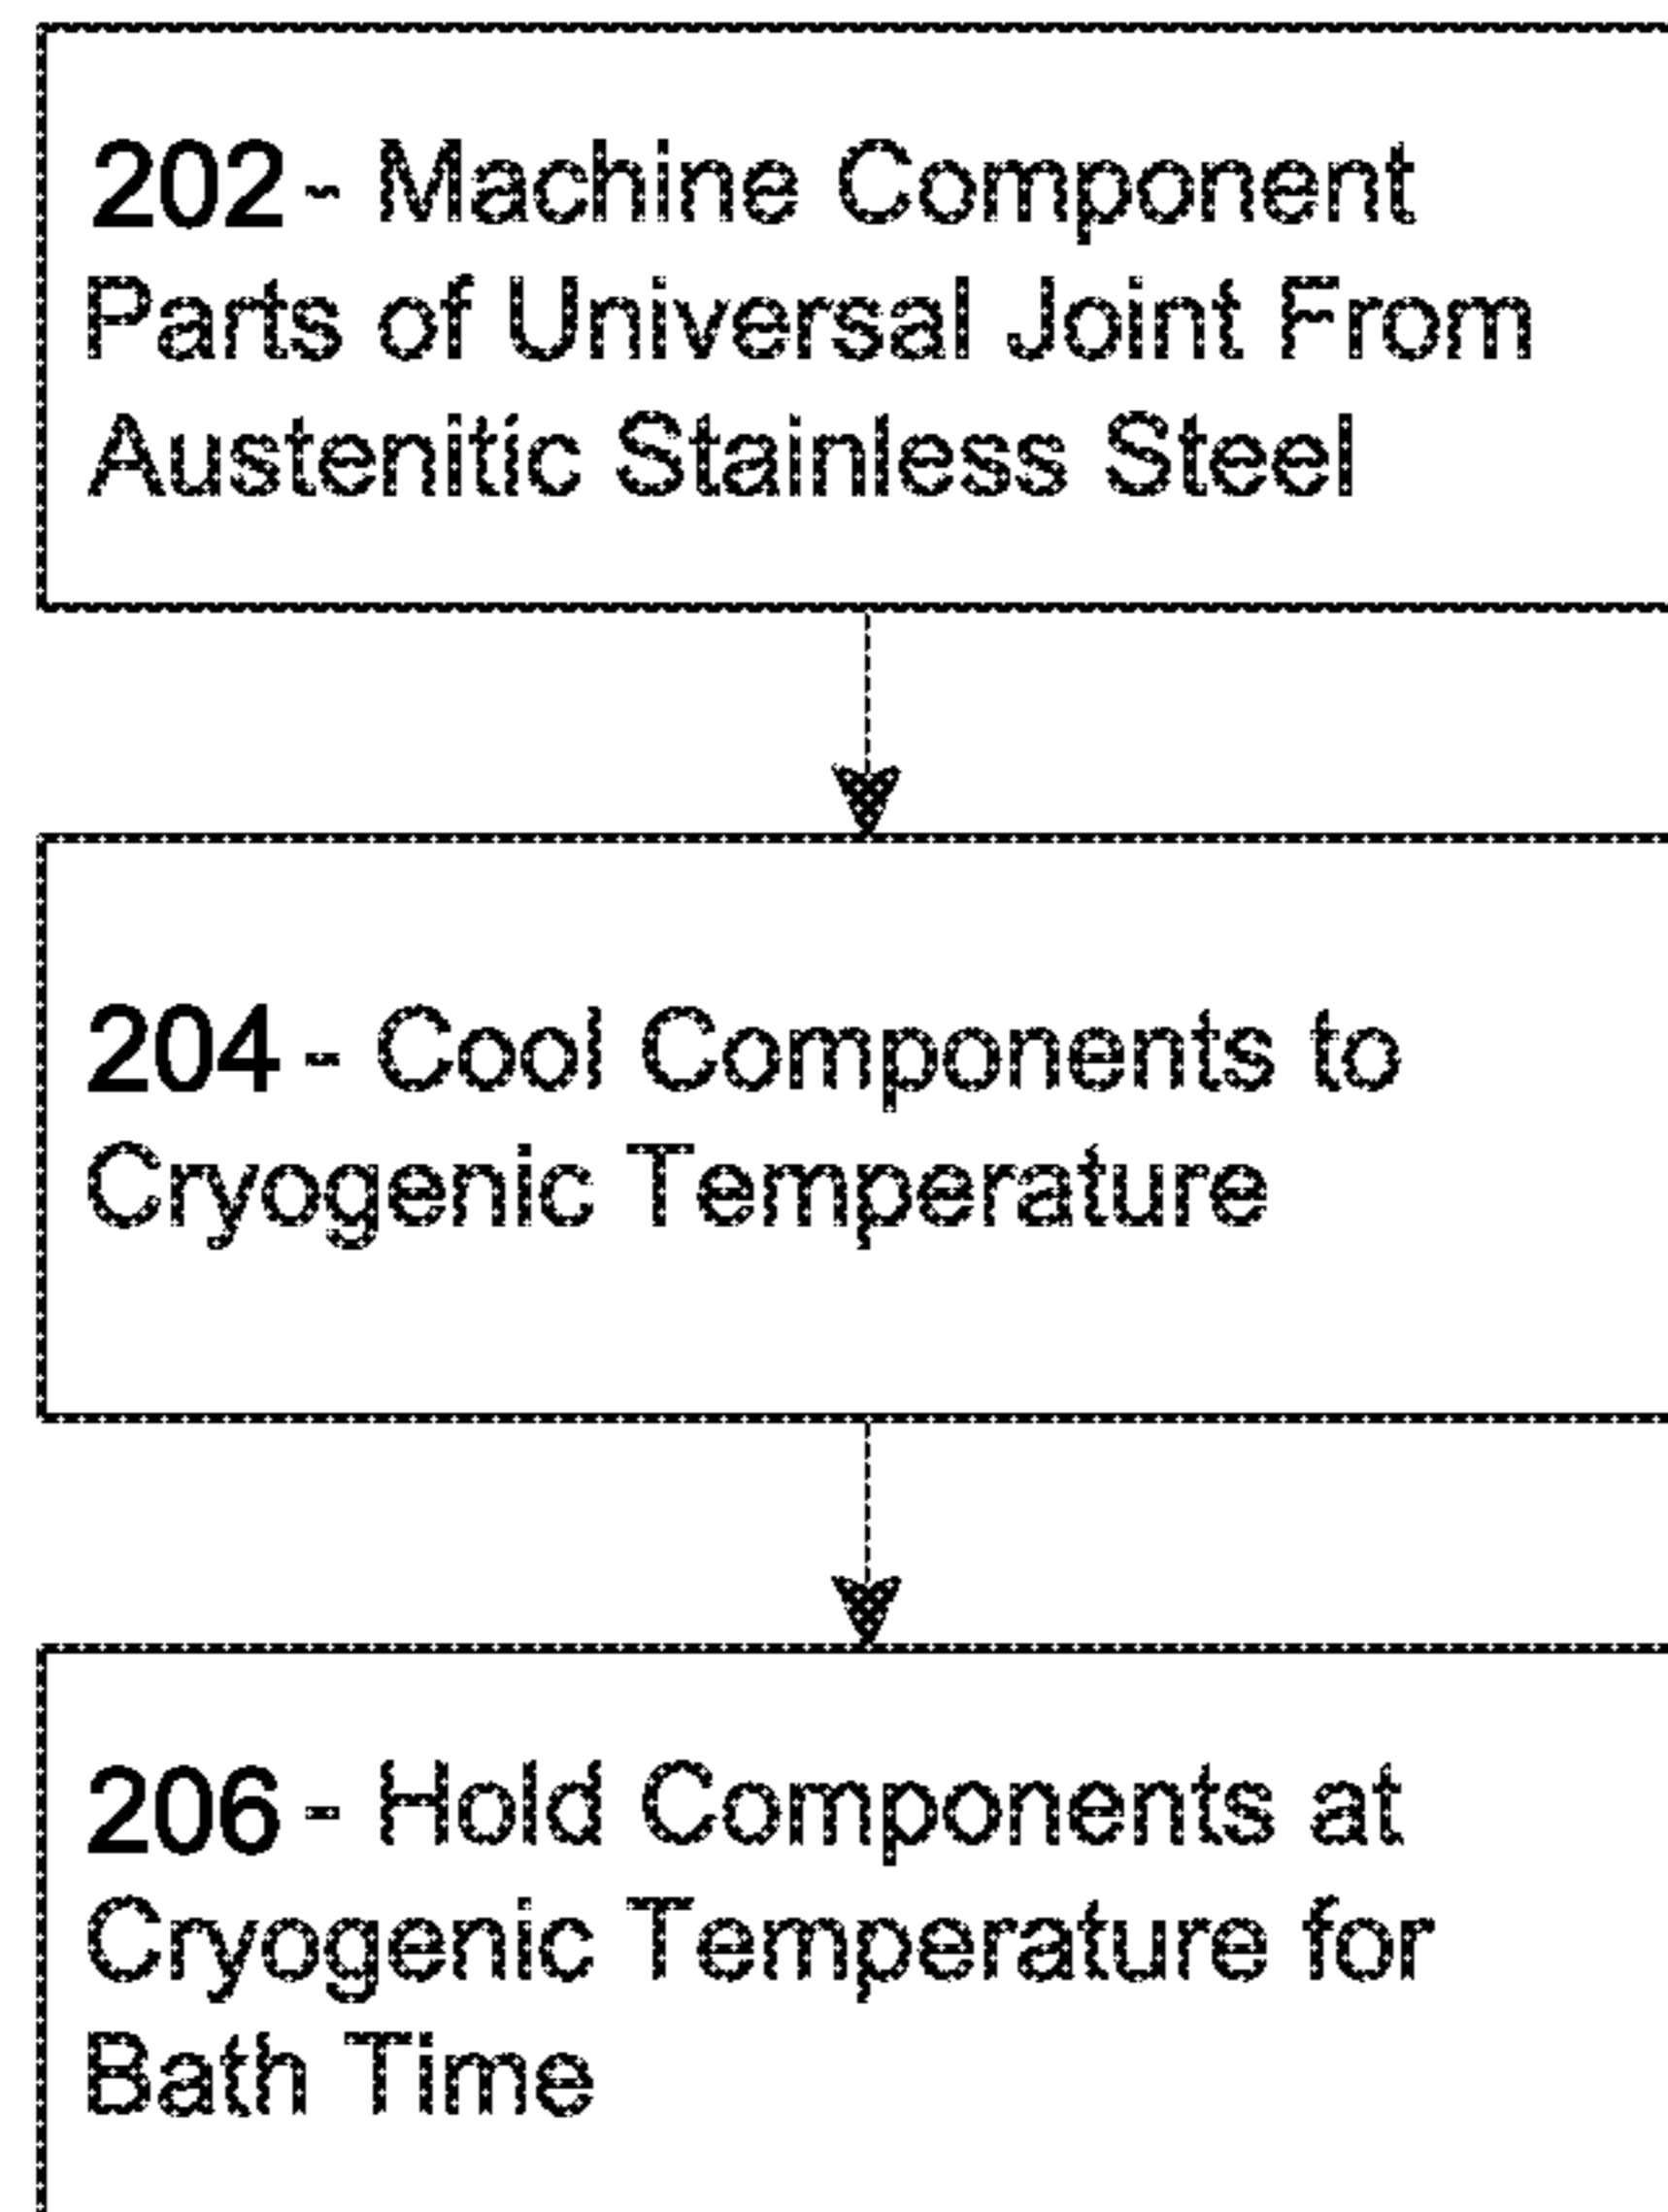 202 - Machine Component
Parts of Universal Joint From
Austenitic Stainless Steel
204 - Cool Components to
Cryogenic Temperature
206 - Hold Components at
Cryogenic Temperature for
Bath Time